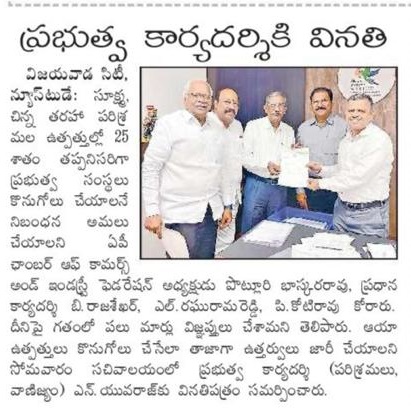 ప్రభుత్వ కార్యదర్శికి వినతి
విజయవాడ సిటీ,
న్యూస్‌టుడే: సూక్ష్మ,
చిన్న తరహా పరిశ్ర
మల ఉత్పత్తుల్లో 25
శాతం తప్పనిసరిగా
ప్రభుత్వ సంస్థలు
కొనుగోలు చేయాలనే
నిబంధన అమలు
చేయాలని ఏపీ
ఛాంబర్ ఆఫ్ కామర్స్
అండ్ ఇండస్ట్రీ ఫెడరేషన్ అధ్యక్షుడు పొట్లూరి భాస్కరరావు, ప్రధాన
కార్యదర్శి బి.రాజశేఖర్, ఎల్.రఘురామరెడ్డి, పి.కోటిరావు కోరారు.
దీనిపై గతంలో పలు మార్లు విజ్ఞప్తులు చేశామని తెలిపారు. ఆయా
ఉత్పత్తులు కొనుగోలు చేసేలా తాజాగా ఉత్తర్వులు జారీ చేయాలని
సోమవారం సచివాలయంలో ప్రభుత్వ కార్యదర్శి (పరిశ్రమలు,
వాణిజ్యం) ఎన్.యువరాజ్‌కు వినతిపత్రం సమర్పించారు.